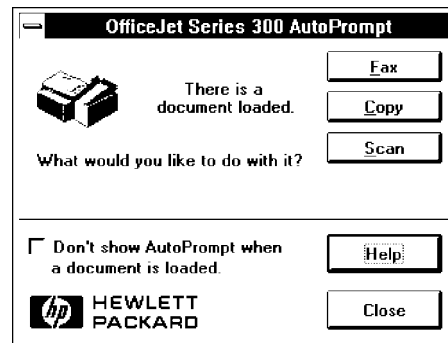 OfficeJet Series 300 AutoPrompt
There is a
document loaded.
What would you like to do with it?
Fax
Copy
Scan
Don't show AutoPrompt when
a document is loaded.
Help
hp HEWLETT
PACKARD
Close